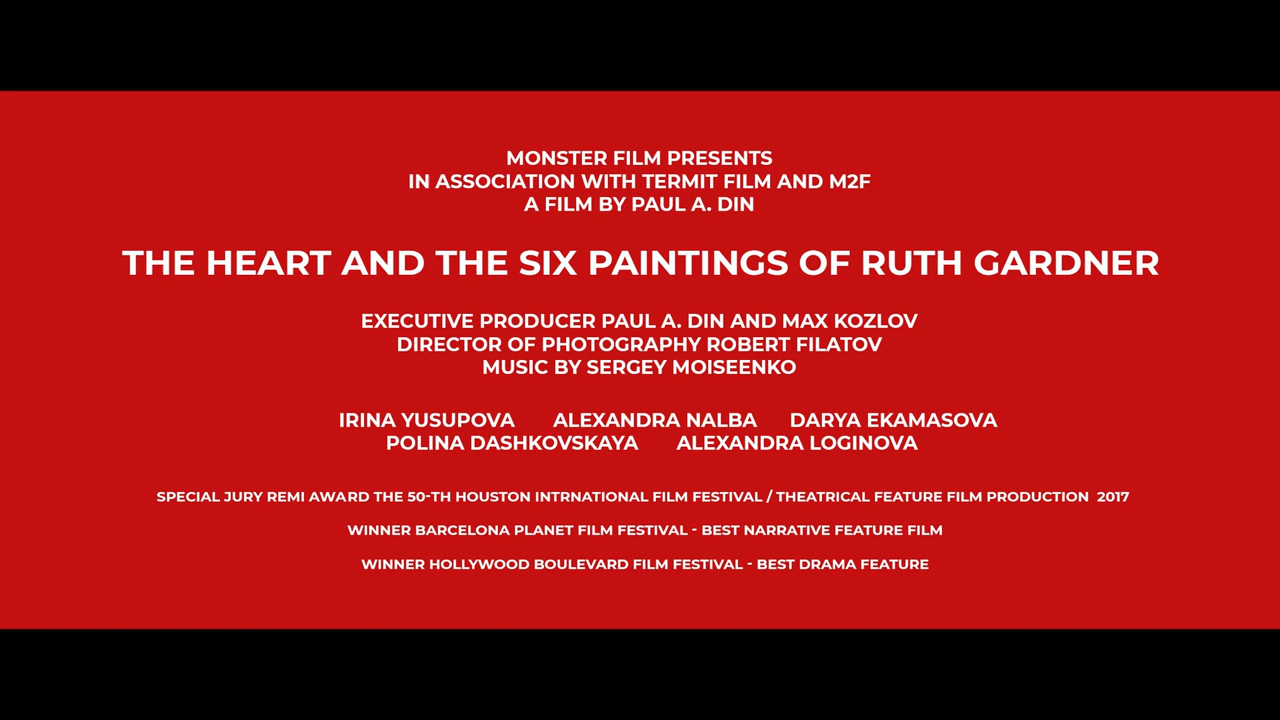 MONSTER FILM PRESENTS
IN ASSOCIATION WITH TERMIT FILM AND M2F
A FILM BY PAUL A. DIN
THE HEART AND THE SIX PAINTINGS OF RUTH GARDNER
EXECUTIVE PRODUCER PAUL A. DIN AND MAX KOZLOV
DIRECTOR OF PHOTOGRAPHY ROBERT FILATOV
MUSIC BY SERGEY MOISEENKO
IRINA YUSUPOVA ALEXANDRA NALBA DARYA EKAMASOVA
POLINA DASHKOVSKAYA ALEXANDRA LOGINOVA
SPECIAL JURY REMI AWARD THE 50-TH HOUSTON INTRNATIONAL FILM FESTIVAL / THEATRICAL FEATURE FILM PRODUCTION 2017
WINNER BARCELONA PLANET FILM FESTIVAL - BEST NARRATIVE FEATURE FILM
WINNER HOLLYWOOD BOULEVARD FILM FESTIVAL - BEST DRAMA FEATURE